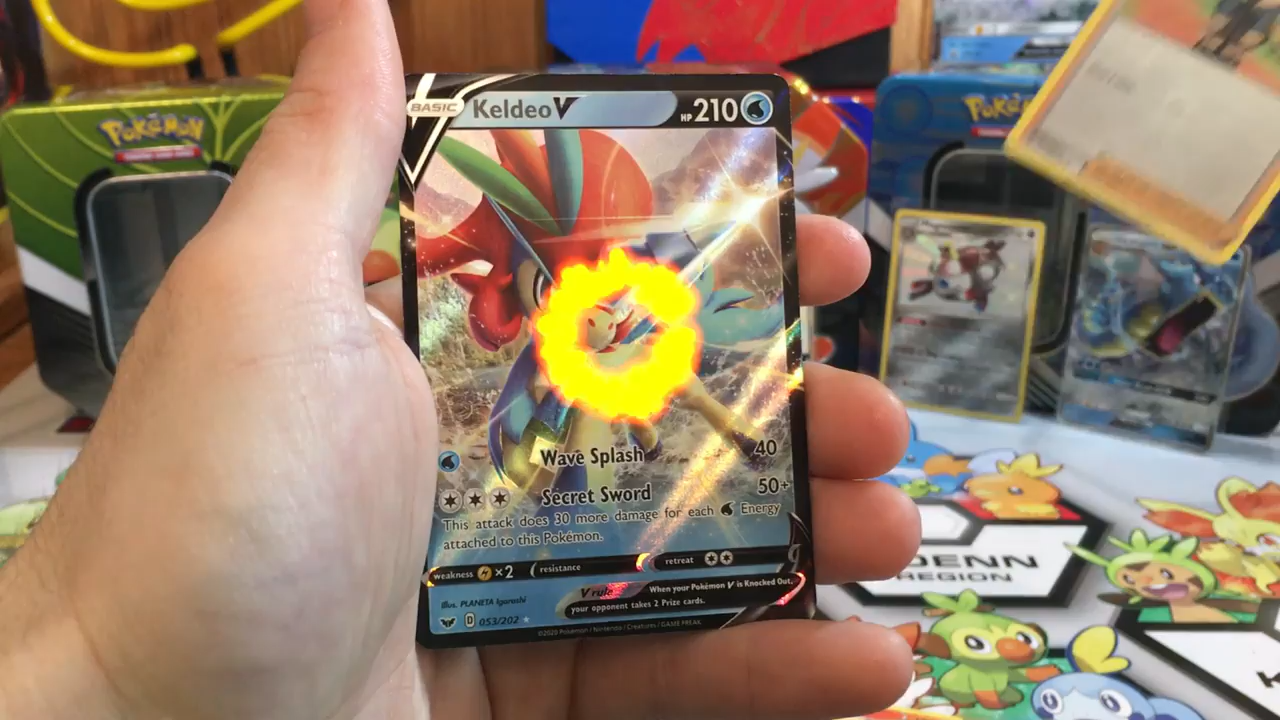 POKÉMON
POKÉMON
BASIC
Keldeo V
HP 210
Wave Splash 40
Secret Sword 50+
This attack does 30 more damage for each Energy
attached to this Pokémon.
weakness ×2 resistance retreat
V rule When your Pokémon V is Knocked Out,
your opponent takes 2 Prize cards.
Illus. PLANETA Igarashi
D 053/202
©2020 Pokémon / Nintendo / Creatures / GAME FREAK
DENN
REGION
K